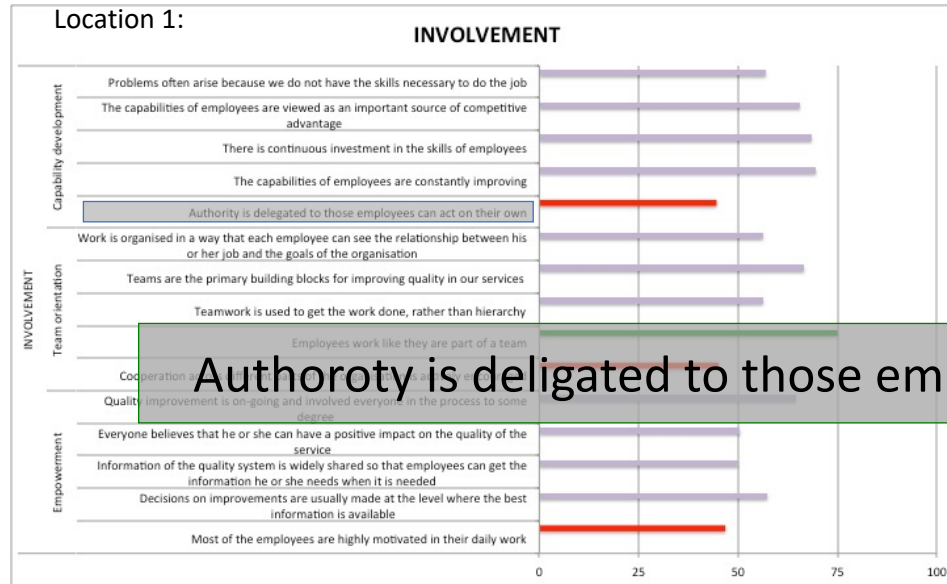 Location 1:
INVOLVEMENT
INVOLVEMENT
Capability development
Problems often arise because we do not have the skills necessary to do the job
The capabilities of employees are viewed as an important source of competitive
advantage
There is continuous investment in the skills of employees
The capabilities of employees are constantly improving
Authority is delegated to those employees can act on their own
Team orientation
Work is organised in a way that each employee can see the relationship between his
or her job and the goals of the organisation
Teams are the primary building blocks for improving quality in our services
Teamwork is used to get the work done, rather than hierarchy
Employees work like they are part of a team
Authoroty is deligated to those em
Empowerment
Quality improvement is on-going and involved everyone in the process to some
degree
Everyone believes that he or she can have a positive impact on the quality of the
service
Information of the quality system is widely shared so that employees can get the
information he or she needs when it is needed
Decisions on improvements are usually made at the level where the best
information is available
Most of the employees are highly motivated in their daily work
0 25 50 75 100